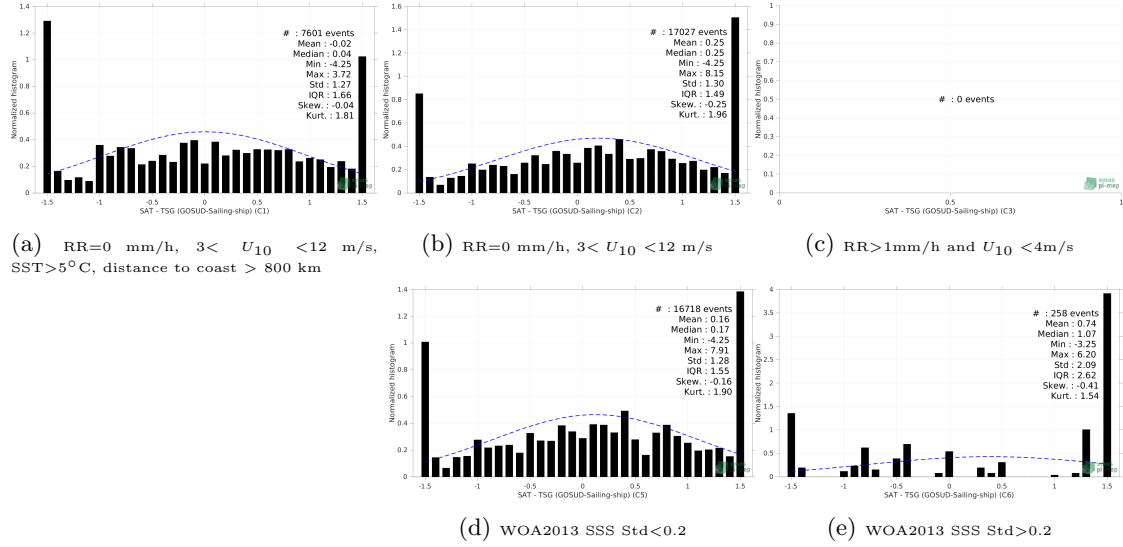 1.4
1.2
1
0.8
0.6
0.4
0.2
0
Normalized histogram
# : 7601 events
Mean : -0.02
Median : 0.04
Min : -4.25
Max : 3.72
Std : 1.27
IQR : 1.66
Skew. : -0.04
Kurt. : 1.81
smos
pi-mep
-1.5 -1 -0.5 0 0.5 1 1.5
SAT - TSG (GOSUD-Sailing-ship) (C1)
(a) RR=0 mm/h, 3< U10 <12 m/s,
SST>5°C, distance to coast > 800 km
1.6
1.4
1.2
1
0.8
0.6
0.4
0.2
0
Normalized histogram
# : 17027 events
Mean : 0.25
Median : 0.25
Min : -4.25
Max : 8.15
Std : 1.30
IQR : 1.49
Skew. : -0.25
Kurt. : 1.96
smos
pi-mep
-1.5 -1 -0.5 0 0.5 1 1.5
SAT - TSG (GOSUD-Sailing-ship) (C2)
(b) RR=0 mm/h, 3< U10 <12 m/s
1
0.9
0.8
0.7
0.6
0.5
0.4
0.3
0.2
0.1
0
Normalized histogram
# : 0 events
smos
pi-mep
0 0.5 1
SAT - TSG (GOSUD-Sailing-ship) (C3)
(c) RR>1mm/h and U10 <4m/s
1.4
1.2
1
0.8
0.6
0.4
0.2
0
Normalized histogram
# : 16718 events
Mean : 0.16
Median : 0.17
Min : -4.25
Max : 7.91
Std : 1.28
IQR : 1.55
Skew. : -0.16
Kurt. : 1.90
smos
pi-mep
-1.5 -1 -0.5 0 0.5 1 1.5
SAT - TSG (GOSUD-Sailing-ship) (C5)
(d) WOA2013 SSS Std<0.2
4
3.5
3
2.5
2
1.5
1
0.5
0
Normalized histogram
# : 258 events
Mean : 0.74
Median : 1.07
Min : -3.25
Max : 6.20
Std : 2.09
IQR : 2.62
Skew. : -0.41
Kurt. : 1.54
smos
pi-mep
-1.5 -1 -0.5 0 0.5 1 1.5
SAT - TSG (GOSUD-Sailing-ship) (C6)
(e) WOA2013 SSS Std>0.2